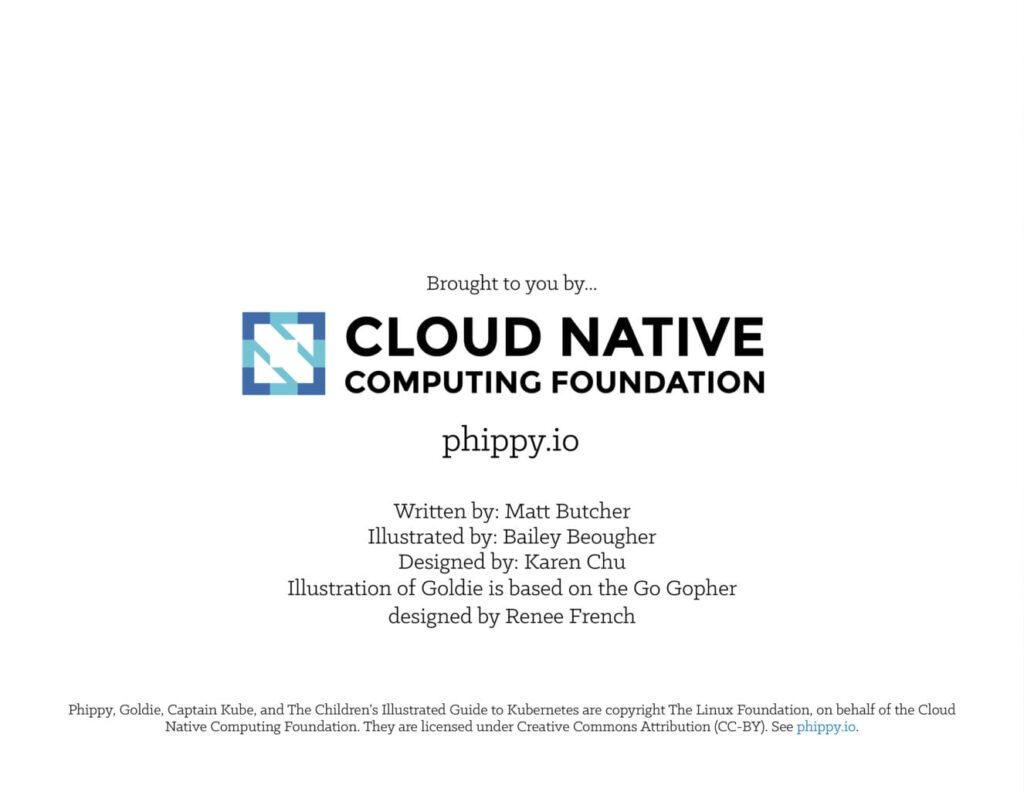 Brought to you by...
CLOUD NATIVE
COMPUTING FOUNDATION
phippy.io
Written by: Matt Butcher
Illustrated by: Bailey Beougher
Designed by: Karen Chu
Illustration of Goldie is based on the Go Gopher
designed by Renee French
Phippy, Goldie, Captain Kube, and The Children’s Illustrated Guide to Kubernetes are copyright The Linux Foundation, on behalf of the Cloud
Native Computing Foundation. They are licensed under Creative Commons Attribution (CC-BY). See phippy.io.